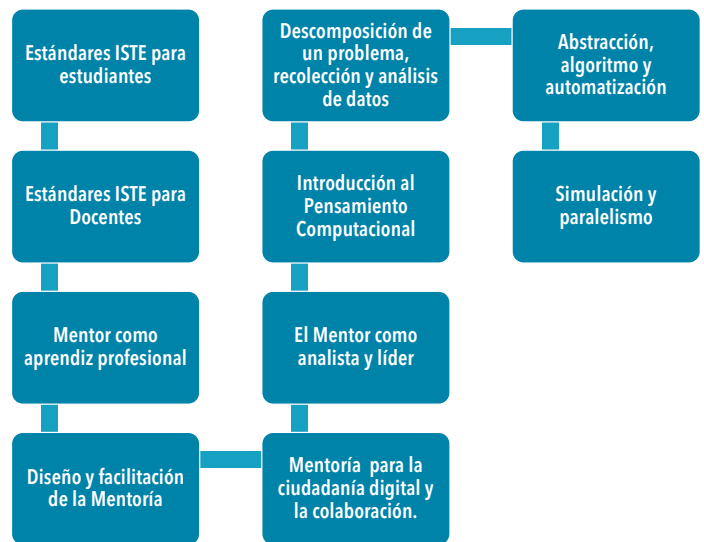 Estándares ISTE para
estudiantes
Estándares ISTE para
Docentes
Mentor como
aprendiz profesional
Diseño y facilitación
de la Mentoría
Mentoría para la
ciudadanía digital y
la colaboración.
El Mentor como
analista y líder
Introducción al
Pensamiento
Computacional
Descomposición de
un problema,
recolección y análisis
de datos
Abstracción,
algoritmo y
automatización
Simulación y
paralelismo